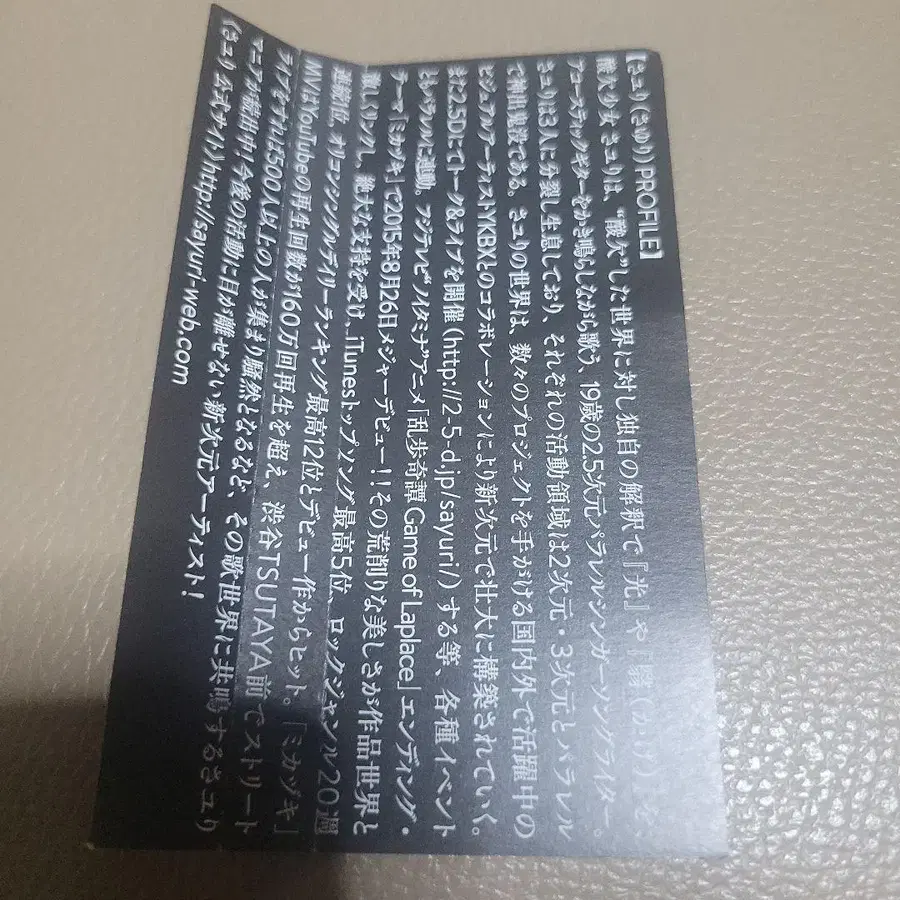 【さユり(さゆり)PROFILE】
酸欠少女 さユりは、“酸欠”した世界に対し独自の解釈で『光』や『
アコースティックギターをかき鳴らしながら歌う、19歳の2.5次元パラレルシンガーソングライター。
さユりは3人に分裂し生息しており、それぞれの活動領域は2次元・3次元とパラレル
で神出鬼没である。さユりの世界は、数々のプロジェクトを手がける国内外で活躍中の
ビジュアルアーティストYKBXとのコラボレーションにより新次元で壮大に構築されていく。
また2.5Dにてトーク&ライブを開催(http://2-5-d.jp/sayuri/)する等、各種イベント
もパラレルに連動。フジテレビ“ノイタミナ”アニメ「乱歩奇譚 Game of Laplace」エンディング・
テーマ「ミカヅキ」で2015年8月26日メジャーデビュー!!その荒削りな美しさが作品世界と
激しくリンクし、絶大な支持を受け、iTunesトップソング最高5位、ロックジャンル20週
連続1位、オリコンシングルデイリーランキング最高12位とデビュー作からヒット。「ミカヅキ」
MVはYouTubeの再生回数が160万回再生を超え、渋谷TSUTAYA前でストリート
ライブをすれば500人以上の人が集まり騒然となるなど、その歌世界に共鳴するさユり
マニアが続出中!今後の活動に目が離せない新次元アーティスト!
《さユり公式サイト》http://sayuri-web.com